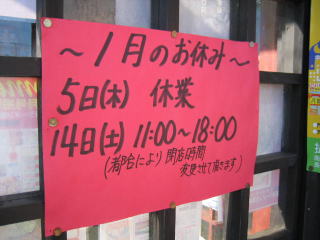 ～1月のお休み～
5日(木) 休業
14日(土) 11:00～18:00
(都合により 閉店時間
変更させて頂きます)